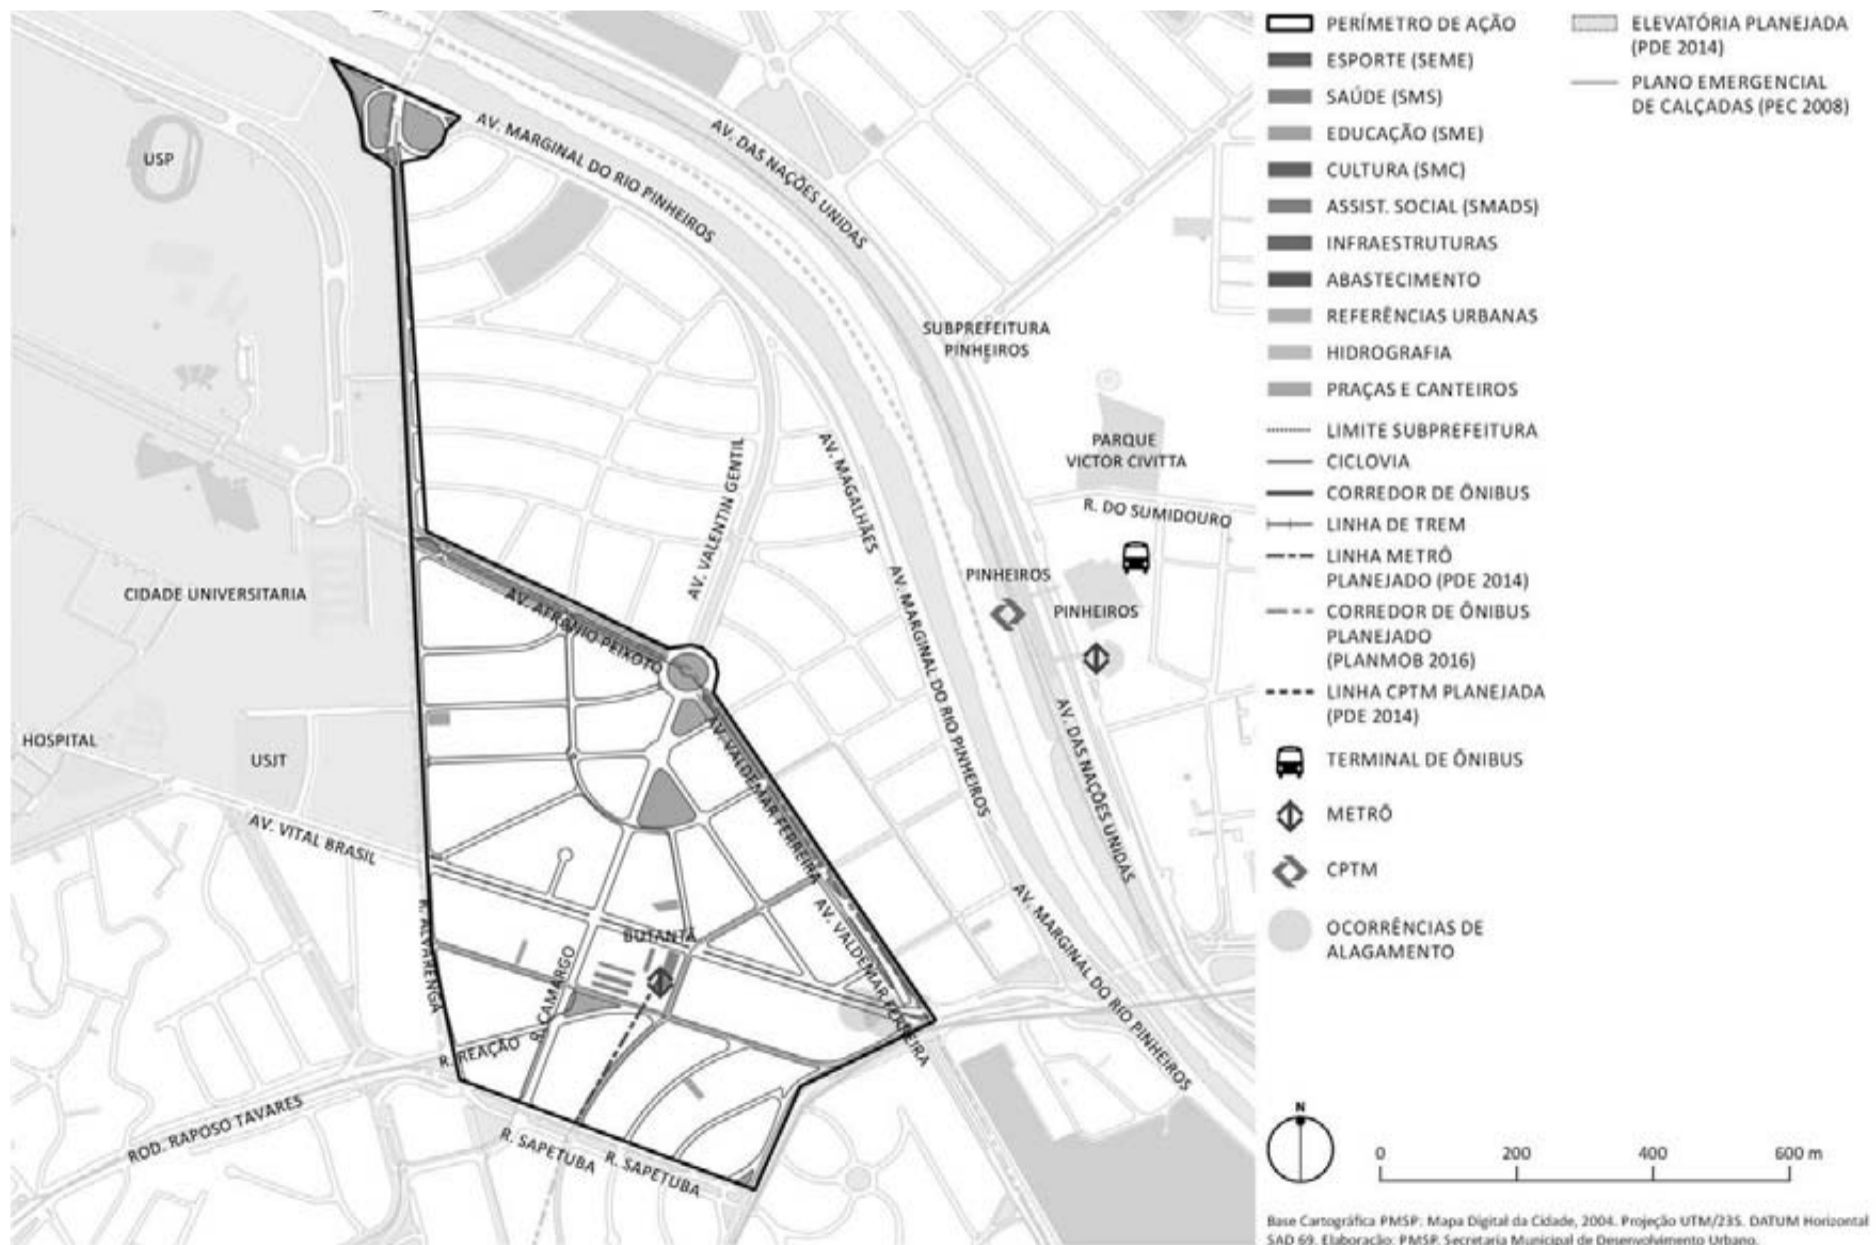 USP
AV. MARGINAL DO RIO PINHEIROS
AV. DAS NAÇÕES UNIDAS
SUBPREFEITURA
PINHEIROS
PARQUE
VICTOR CIVITTA
R. DO SUMIDOURO
AV. VALENTIN GENTIL
AV. MAGALHÃES
AV. MARGINAL DO RIO PINHEIROS
PINHEIROS
PINHEIROS
CIDADE UNIVERSITARIA
AV. AFRÂNIO PEIXOTO
HOSPITAL
USJT
AV. VITAL BRASIL
AV. VALDEMAR FERREIRA
AV. DAS NAÇÕES UNIDAS
R. ALVARENGA
BUTANTÃ
R. CAMARGO
AV. VALDEMAR FERREIRA
AV. MARGINAL DO RIO PINHEIROS
R. REAÇÃO
ROD. RAPOSO TAVARES
R. SAPETUBA
R. SAPETUBA
PERÍMETRO DE AÇÃO
ESPORTE (SEME)
SAÚDE (SMS)
EDUCAÇÃO (SME)
CULTURA (SMC)
ASSIST. SOCIAL (SMADS)
INFRAESTRUTURAS
ABASTECIMENTO
REFERÊNCIAS URBANAS
HIDROGRAFIA
PRAÇAS E CANTEIROS
LIMITE SUBPREFEITURA
CICLOVIA
CORREDOR DE ÔNIBUS
LINHA DE TREM
LINHA METRÔ
PLANEJADO (PDE 2014)
CORREDOR DE ÔNIBUS
PLANEJADO
(PLANMOB 2016)
LINHA CPTM PLANEJADA
(PDE 2014)
TERMINAL DE ÔNIBUS
METRÔ
CPTM
OCORRÊNCIAS DE
ALAGAMENTO
ELEVATÓRIA PLANEJADA
(PDE 2014)
PLANO EMERGENCIAL
DE CALÇADAS (PEC 2008)
N
0 200 400 600 m
Base Cartográfica PMSP: Mapa Digital da Cidade, 2004. Projeção UTM/23S. DATUM Horizontal
SAD 69. Elaboração: PMSP. Secretaria Municipal de Desenvolvimento Urbano.